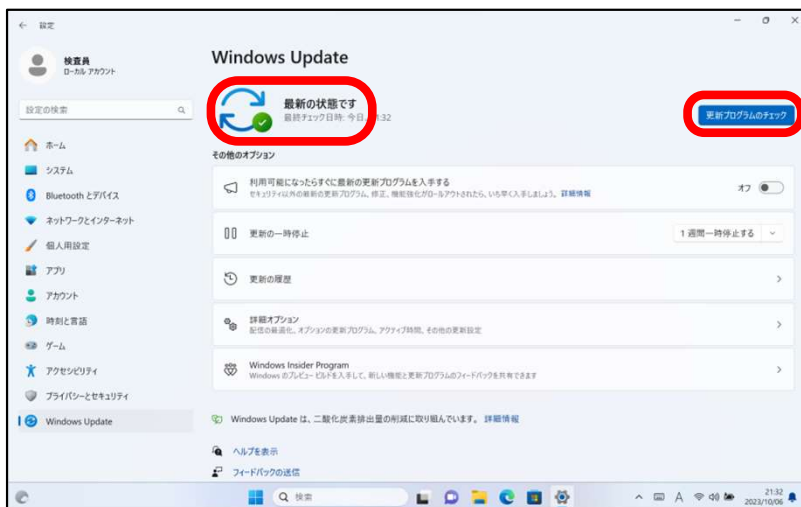 ← 設定
検査員
ローカル アカウント
設定の検索
ホーム
システム
Bluetooth とデバイス
ネットワークとインターネット
個人用設定
アプリ
アカウント
時刻と言語
ゲーム
アクセシビリティ
プライバシーとセキュリティ
Windows Update
Windows Update
最新の状態です
最終チェック日時: 今日、21:32
更新プログラムのチェック
その他のオプション
利用可能になったらすぐに最新の更新プログラムを入手する
セキュリティ以外の最新の更新プログラム、修正、機能強化がロールアウトされたら、いち早く入手しましょう。 詳細情報
オフ
更新の一時停止
1 週間一時停止する
更新の履歴
詳細オプション
配信の最適化、オプションの更新プログラム、アクティブ時間、その他の更新設定
Windows Insider Program
Windows のプレビュー ビルドを入手して、新しい機能と更新プログラムのフィードバックを共有できます
Windows Update は、二酸化炭素排出量の削減に取り組んでいます。 詳細情報
ヘルプを表示
フィードバックの送信
検索
A
21:32
2023/10/06